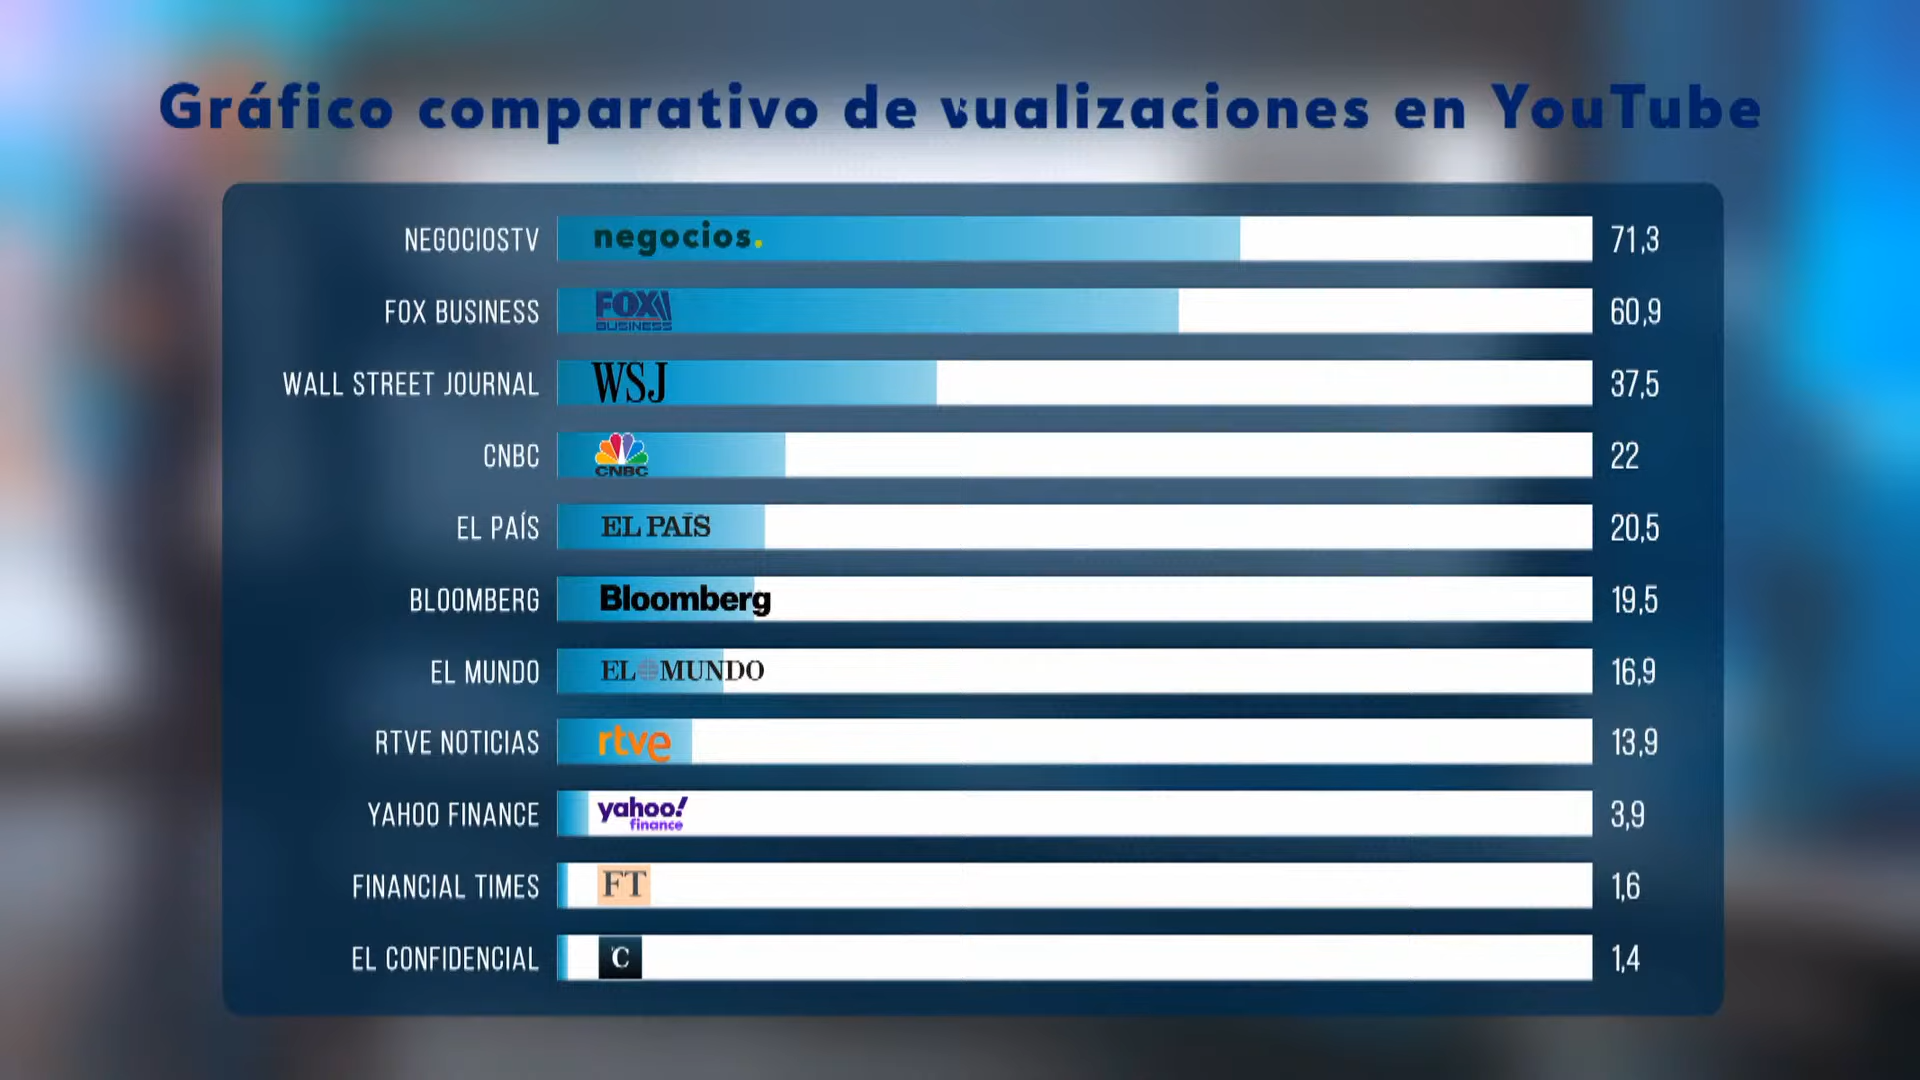 Gráfico comparativo de vualizaciones en YouTube
NEGOCIOSTV negocios. 71,3
FOX BUSINESS FOX BUSINESS 60,9
WALL STREET JOURNAL WSJ 37,5
CNBC CNBC 22
EL PAÍS EL PAÍS 20,5
BLOOMBERG Bloomberg 19,5
EL MUNDO EL MUNDO 16,9
RTVE NOTICIAS rtve 13,9
YAHOO FINANCE yahoo! finance 3,9
FINANCIAL TIMES FT 1,6
EL CONFIDENCIAL C 1,4